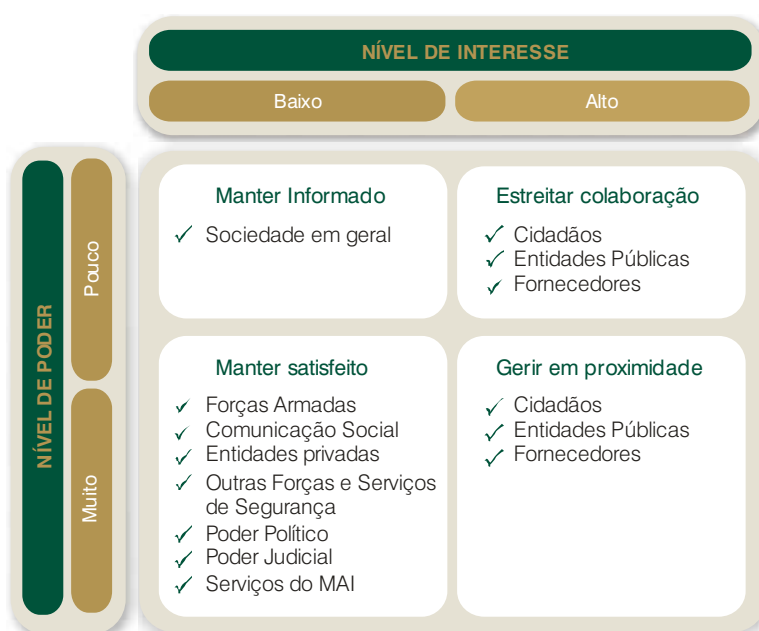 NÍVEL DE INTERESSE
Baixo
Alto
NÍVEL DE PODER
Pouco
Muito
Manter Informado
Sociedade em geral
Estreitar colaboração
Cidadãos
Entidades Públicas
Fornecedores
Manter satisfeito
Forças Armadas
Comunicação Social
Entidades privadas
Outras Forças e Serviços
de Segurança
Poder Político
Poder Judicial
Serviços do MAI
Gerir em proximidade
Cidadãos
Entidades Públicas
Fornecedores